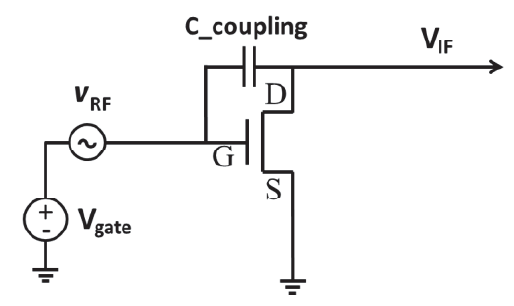 C_coupling
V_IF
v_RF
D
G
S
+
-
V_gate